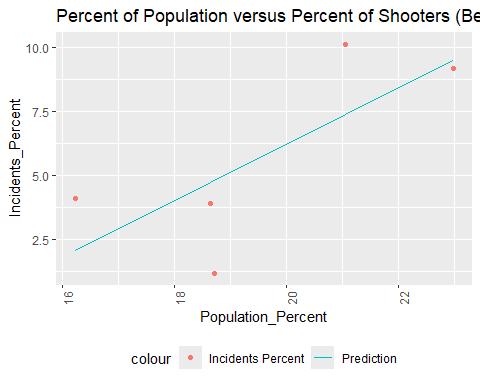 Percent of Population versus Percent of Shooters (Be
Incidents_Percent
10.0
7.5
5.0
2.5
16
18
20
22
Population_Percent
colour Incidents Percent Prediction